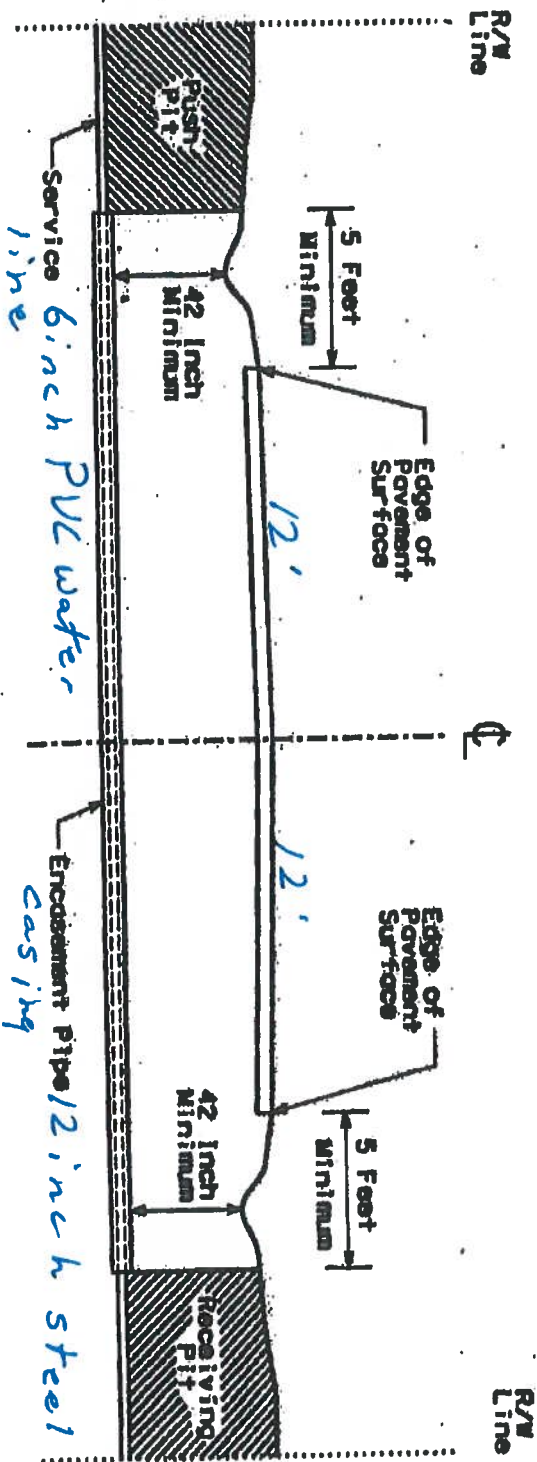 R/W
Line
R/W
Line
℄
Edge of
Pavement
Surface
Edge of
Pavement
Surface
5 Feet
Minimum
5 Feet
Minimum
12'
12'
Push
Pit
42 Inch
Minimum
42 Inch
Minimum
Receiving
Pit
Service 6 inch PVC water
line
Encasement Pipe 12 inch steel
casing